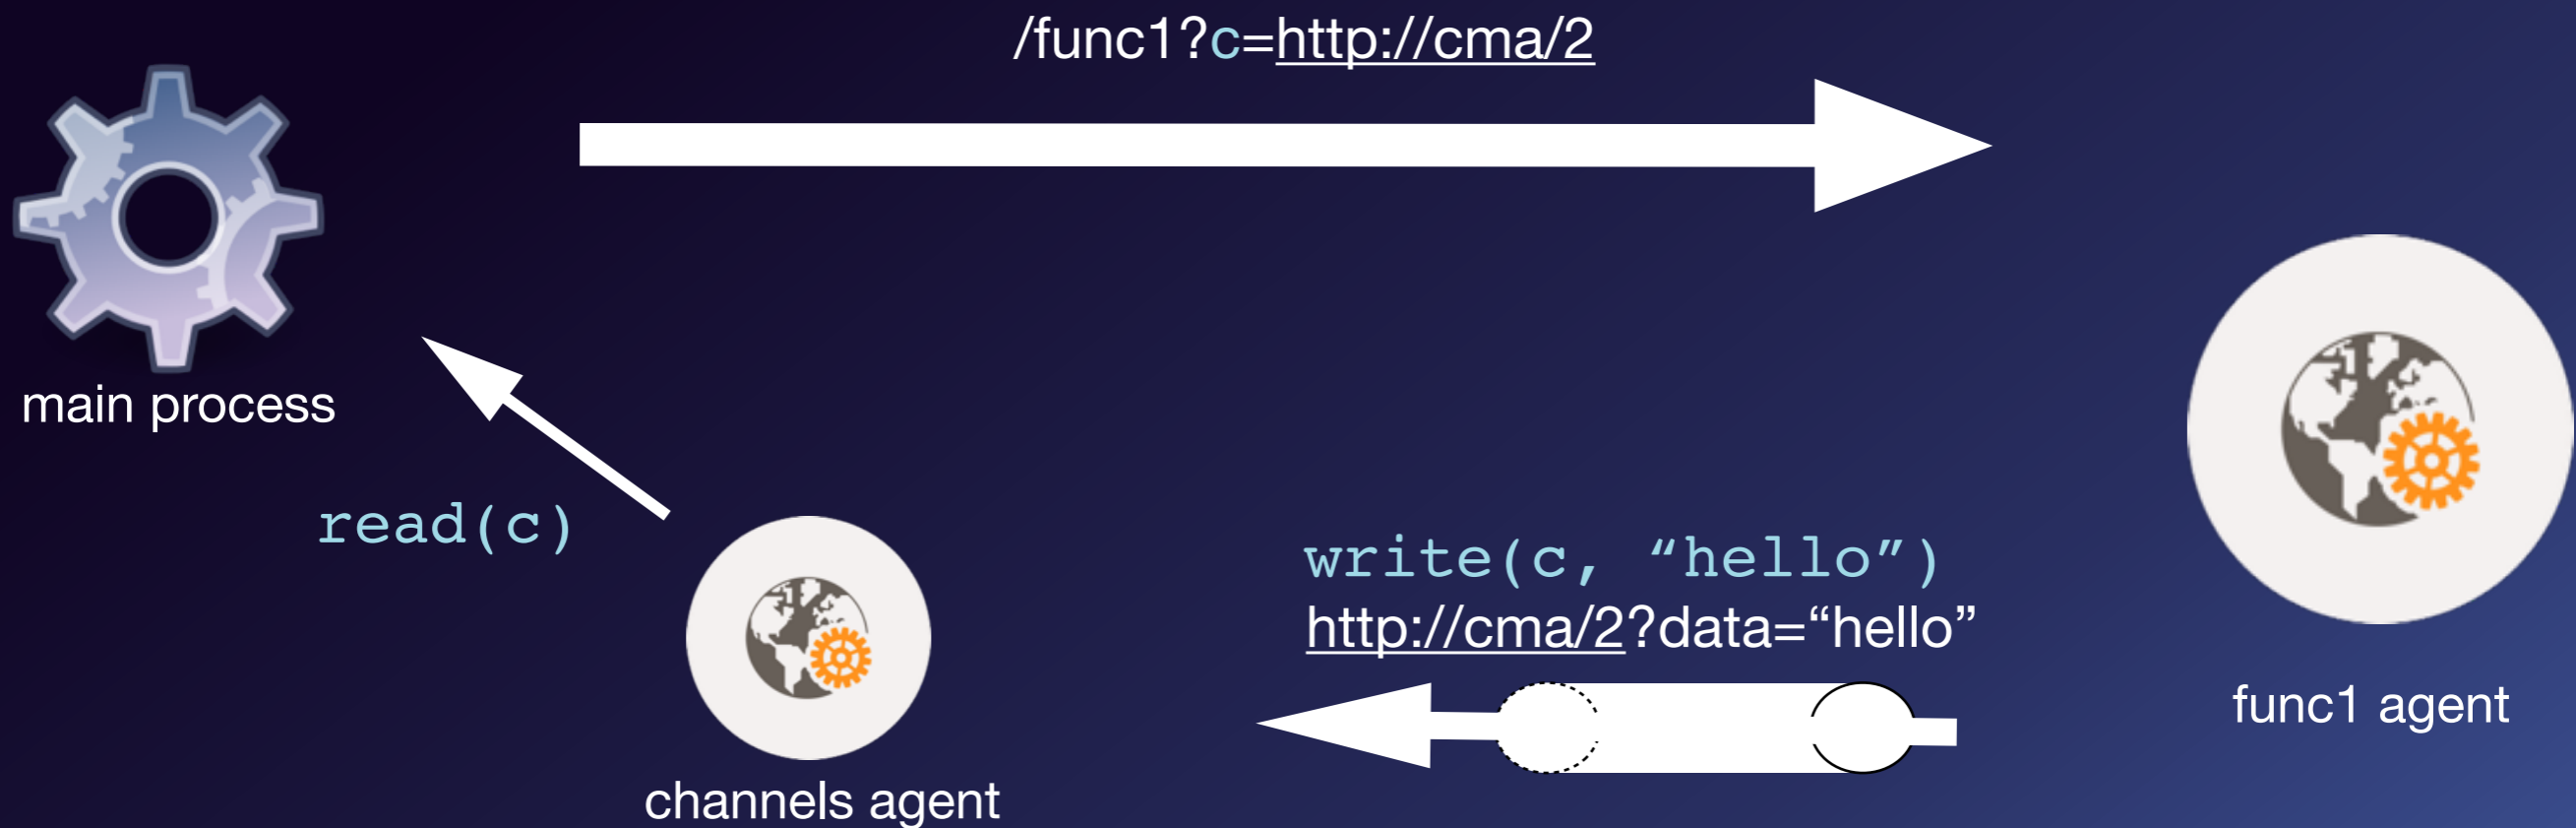 /func1?c=http://cma/2
main process
read(c)
write(c, “hello”)
http://cma/2?data=“hello”
func1 agent
channels agent